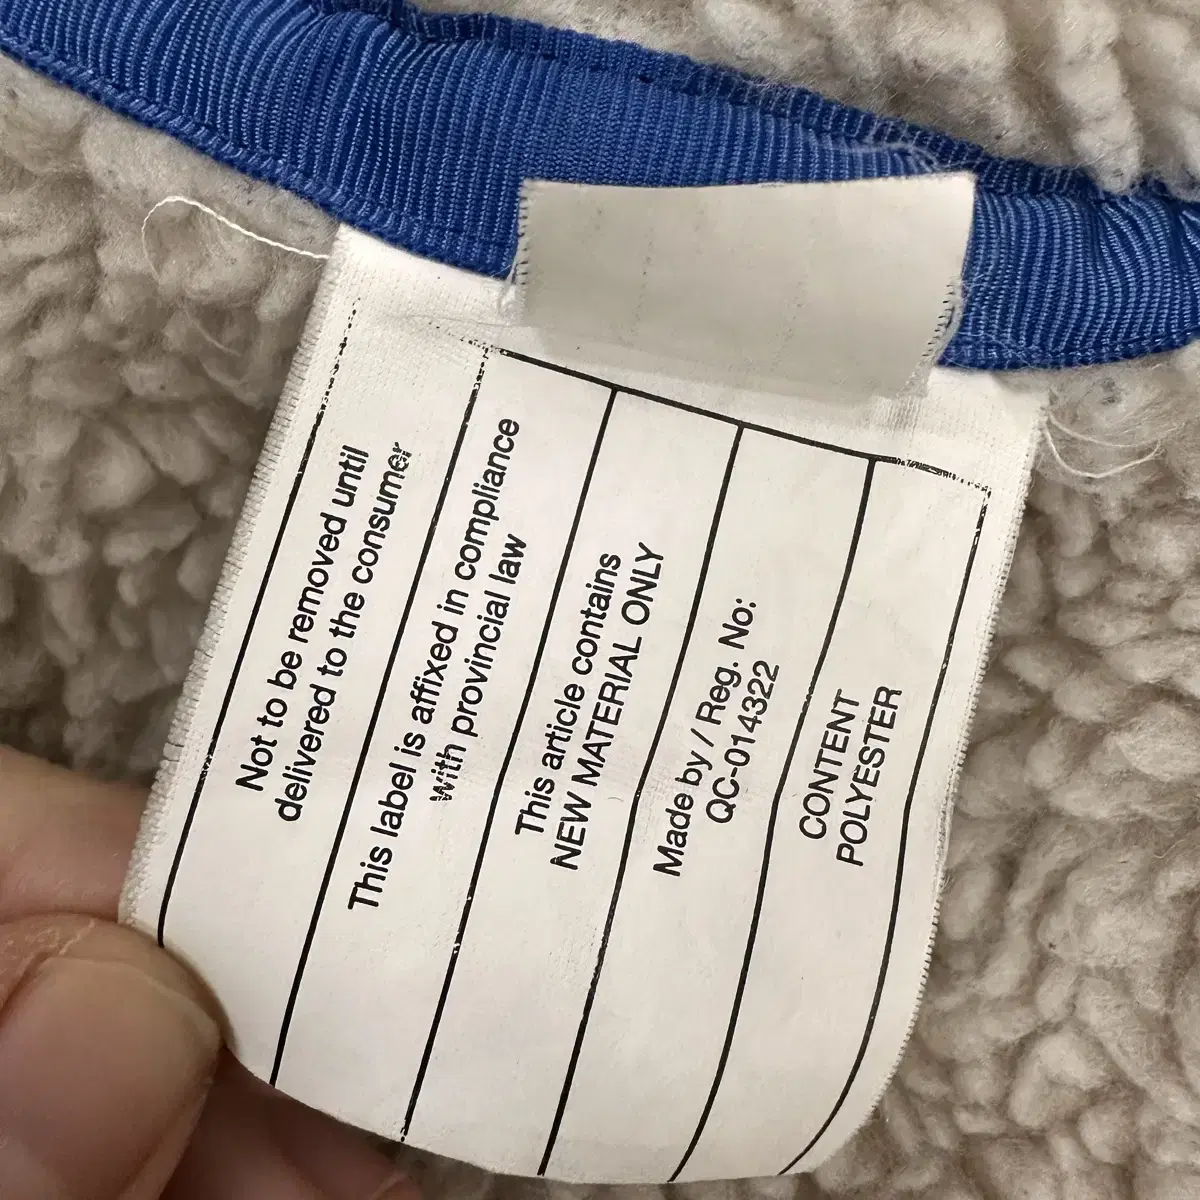 Not to be removed until
delivered to the consumer
This label is affixed in compliance
with provincial law
This article contains
NEW MATERIAL ONLY
Made by / Reg. No:
QC-014322
CONTENT
POLYESTER